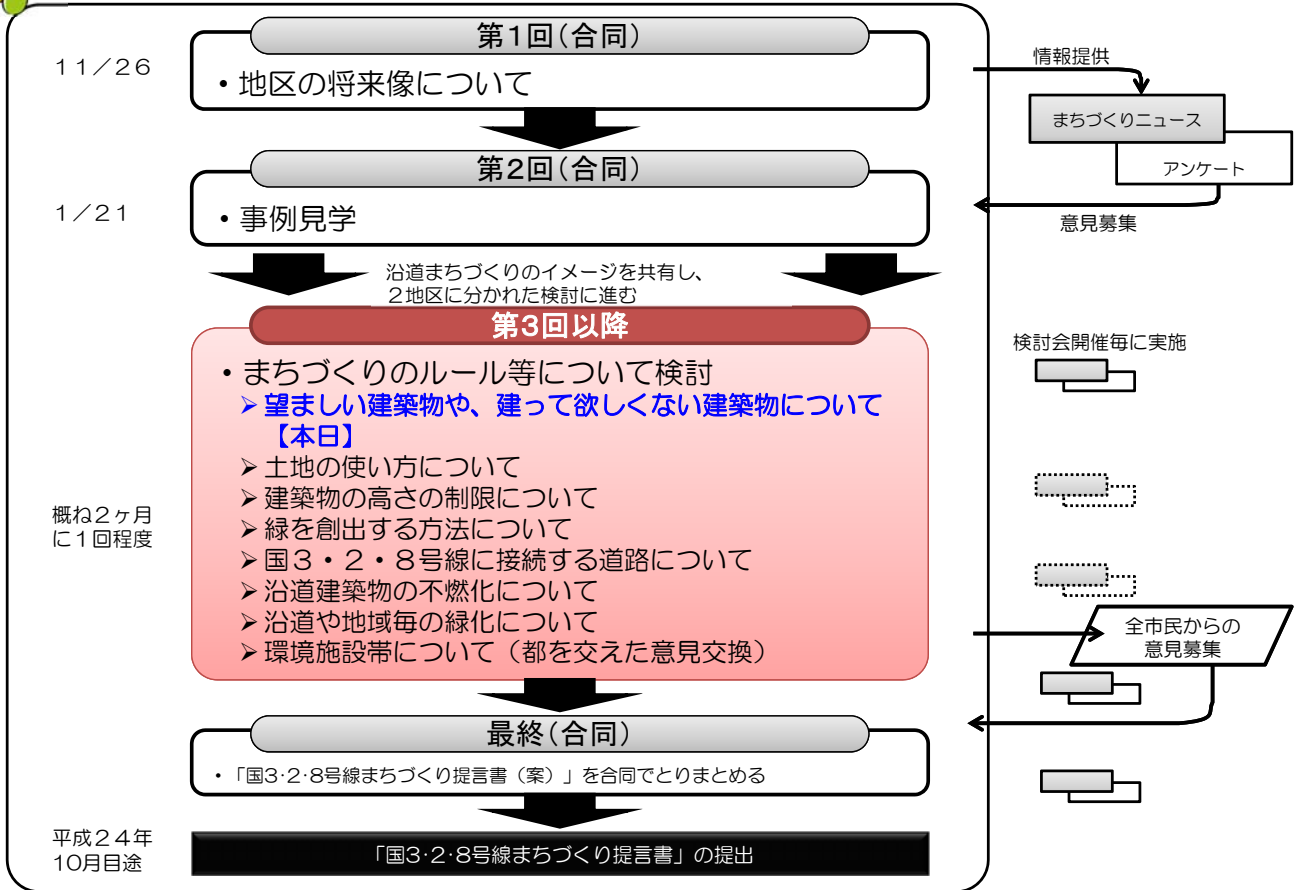 第1回(合同)
11/26
・地区の将来像について
情報提供
まちづくりニュース
アンケート
意見募集
第2回(合同)
1/21
・事例見学
沿道まちづくりのイメージを共有し、
2地区に分かれた検討に進む
第3回以降
検討会開催毎に実施
・まちづくりのルール等について検討
➢望ましい建築物や、建って欲しくない建築物について
【本日】
➢土地の使い方について
➢建築物の高さの制限について
➢緑を創出する方法について
➢国3・2・8号線に接続する道路について
➢沿道建築物の不燃化について
➢沿道や地域毎の緑化について
➢環境施設帯について(都を交えた意見交換)
概ね2ヶ月
に1回程度
全市民からの
意見募集
最終(合同)
・「国3・2・8号線まちづくり提言書(案)」を合同でとりまとめる
平成24年
10月目途
「国3・2・8号線まちづくり提言書」の提出